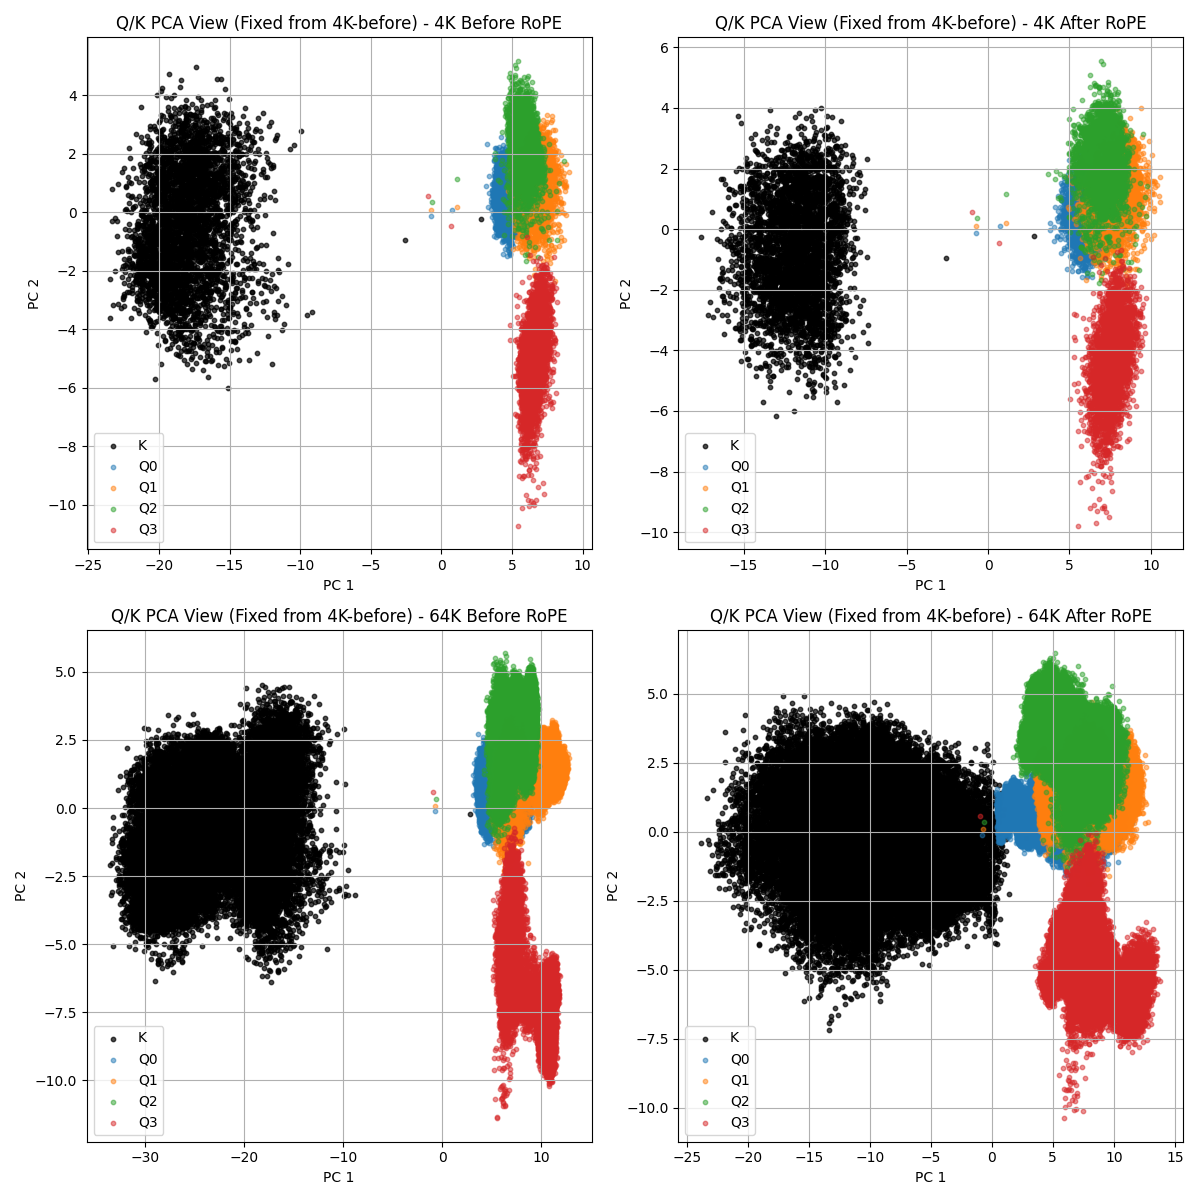 Q/K PCA View (Fixed from 4K-before) - 4K Before RoPE
4
2
0
−2
−4
−6
−8
−10
PC 2
K
Q0
Q1
Q2
Q3
−25 −20 −15 −10 −5 0 5 10
PC 1
Q/K PCA View (Fixed from 4K-before) - 4K After RoPE
6
4
2
0
−2
−4
−6
−8
−10
PC 2
K
Q0
Q1
Q2
Q3
−15 −10 −5 0 5 10
PC 1
Q/K PCA View (Fixed from 4K-before) - 64K Before RoPE
5.0
2.5
0.0
−2.5
−5.0
−7.5
−10.0
PC 2
K
Q0
Q1
Q2
Q3
−30 −20 −10 0 10
PC 1
Q/K PCA View (Fixed from 4K-before) - 64K After RoPE
5.0
2.5
0.0
−2.5
−5.0
−7.5
−10.0
PC 2
K
Q0
Q1
Q2
Q3
−25 −20 −15 −10 −5 0 5 10 15
PC 1